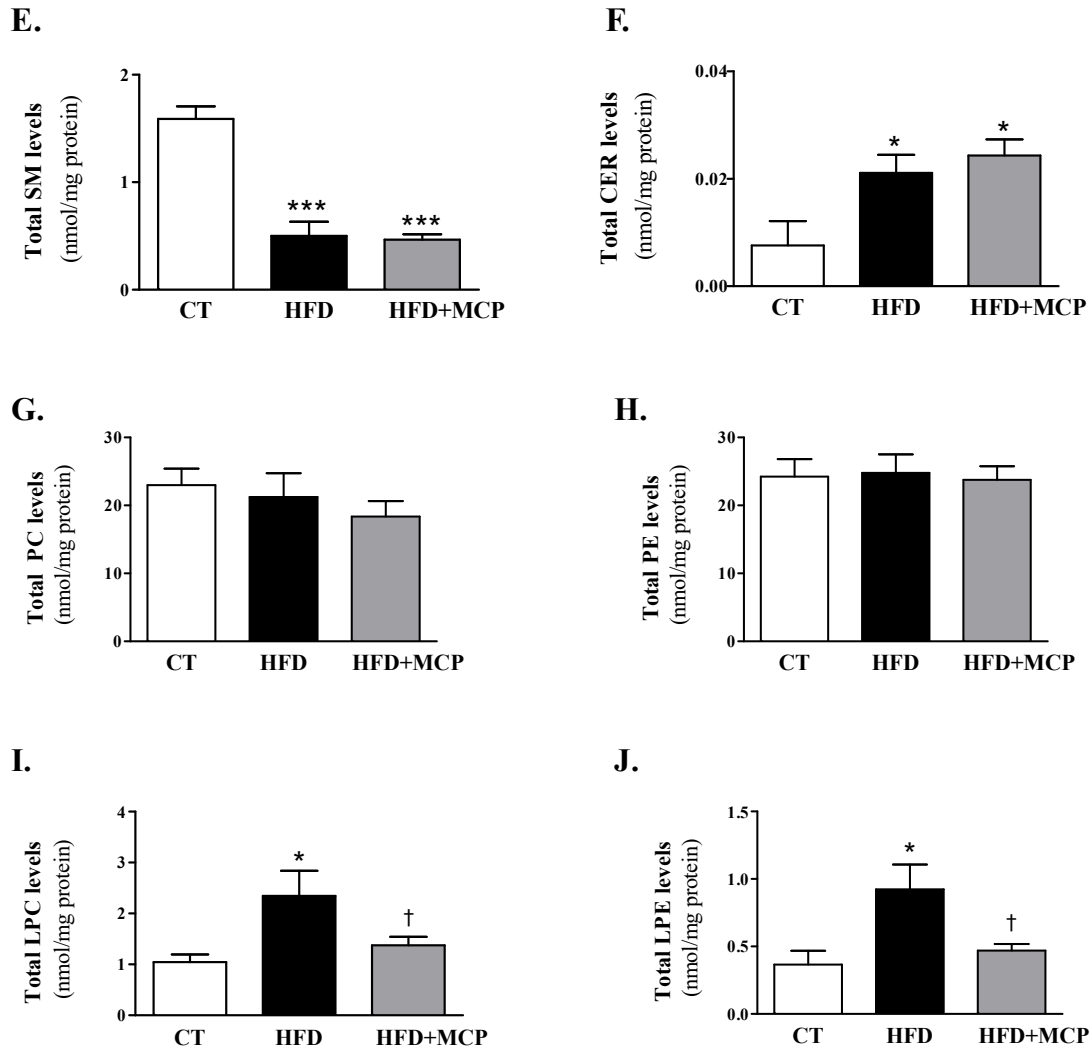 E.
Total SM levels
(nmol/mg protein)
2
1
0
***
***
CT HFD HFD+MCP
F.
Total CER levels
(nmol/mg protein)
0.04
0.02
0.00
*
*
CT HFD HFD+MCP
G.
Total PC levels
(nmol/mg protein)
30
20
10
0
CT HFD HFD+MCP
H.
Total PE levels
(nmol/mg protein)
30
20
10
0
CT HFD HFD+MCP
I.
Total LPC levels
(nmol/mg protein)
4
3
2
1
0
*
†
CT HFD HFD+MCP
J.
Total LPE levels
(nmol/mg protein)
1.5
1.0
0.5
0.0
*
†
CT HFD HFD+MCP